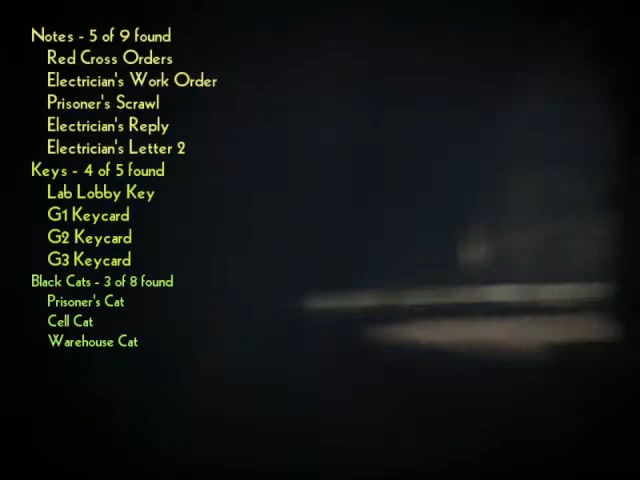 Notes - 5 of 9 found
Red Cross Orders
Electrician's Work Order
Prisoner's Scrawl
Electrician's Reply
Electrician's Letter 2
Keys - 4 of 5 found
Lab Lobby Key
G1 Keycard
G2 Keycard
G3 Keycard
Black Cats - 3 of 8 found
Prisoner's Cat
Cell Cat
Warehouse Cat